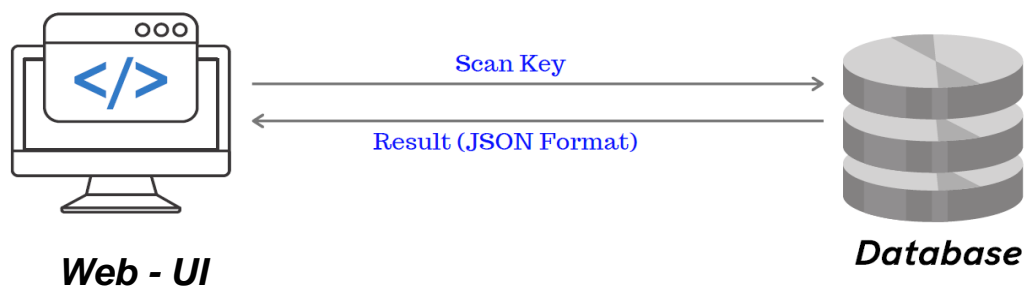 </>
Scan Key
Result (JSON Format)
Web - UI
Database